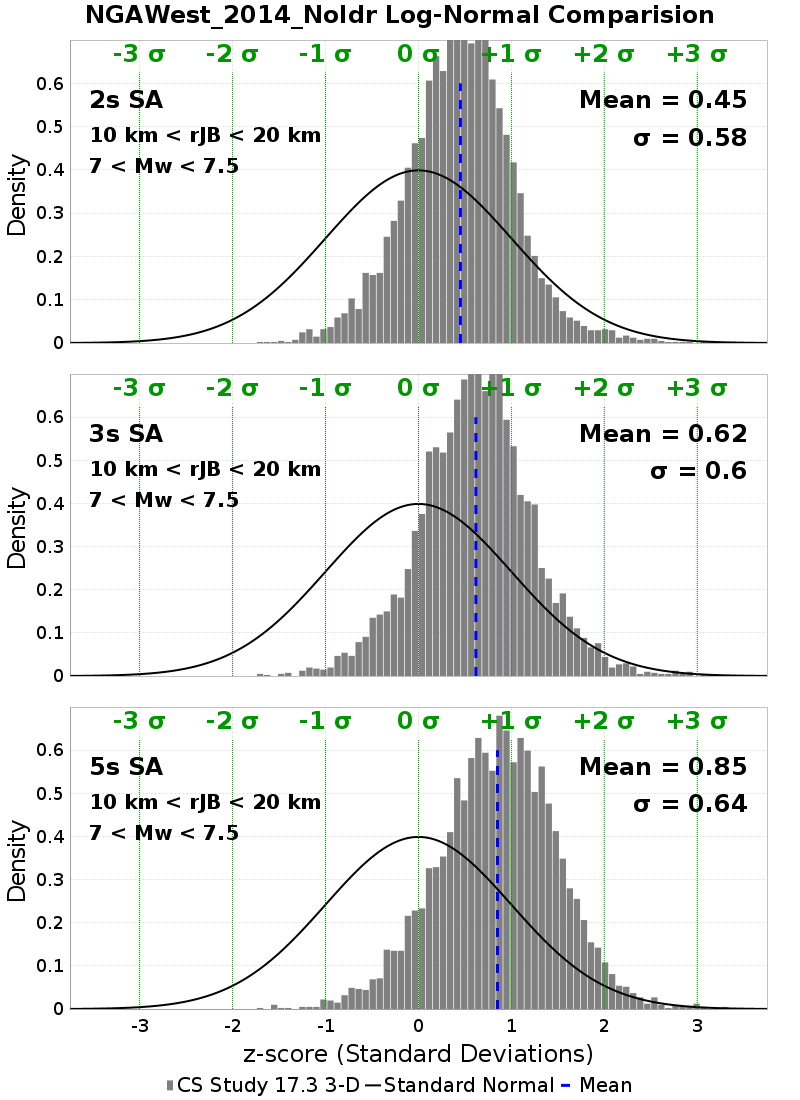 NGAWest_2014_NoIdr Log-Normal Comparision
-3 σ -2 σ -1 σ 0 σ +1 σ +2 σ +3 σ
2s SA Mean = 0.45
10 km < rJB < 20 km σ = 0.58
7 < Mw < 7.5
Density
0.6
0.5
0.4
0.3
0.2
0.1
0
-3 σ -2 σ -1 σ 0 σ +1 σ +2 σ +3 σ
3s SA Mean = 0.62
10 km < rJB < 20 km σ = 0.6
7 < Mw < 7.5
Density
0.6
0.5
0.4
0.3
0.2
0.1
0
-3 σ -2 σ -1 σ 0 σ +1 σ +2 σ +3 σ
5s SA Mean = 0.85
10 km < rJB < 20 km σ = 0.64
7 < Mw < 7.5
Density
0.6
0.5
0.4
0.3
0.2
0.1
0
-3 -2 -1 0 1 2 3
z-score (Standard Deviations)
CS Study 17.3 3-D Standard Normal Mean